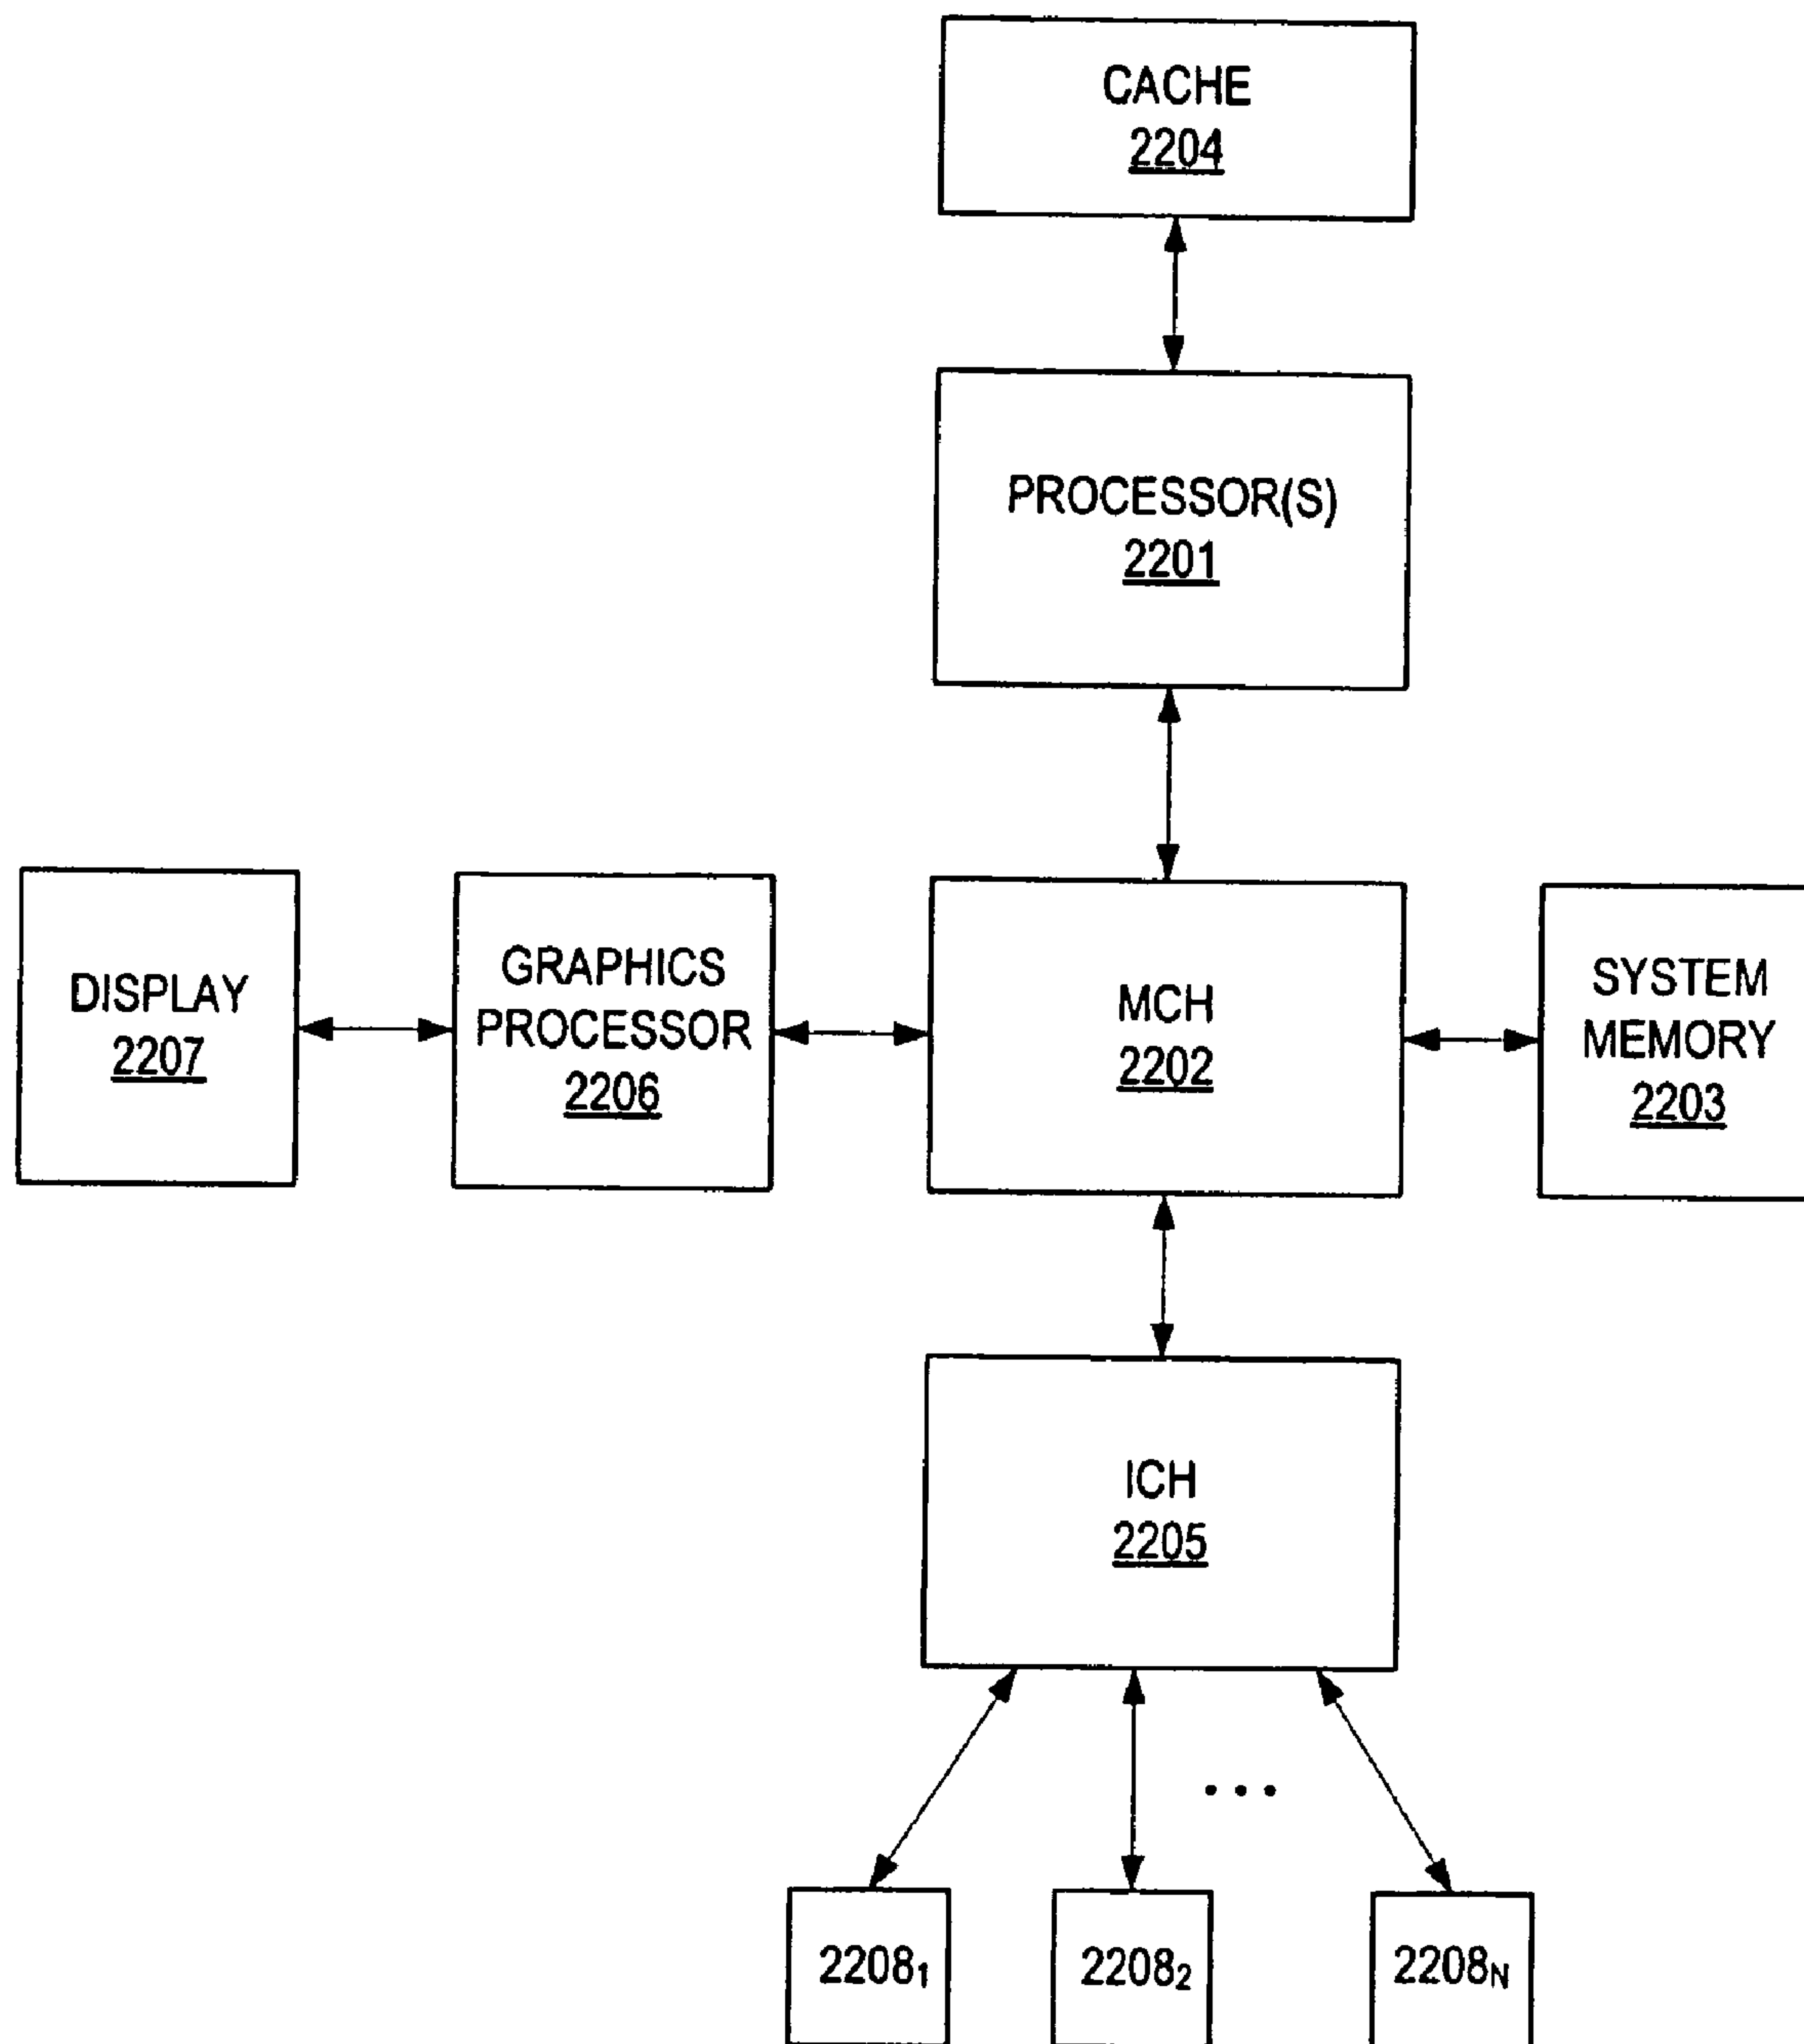 CACHE
2204
PROCESSOR(S)
2201
DISPLAY
2207
GRAPHICS
PROCESSOR
2206
MCH
2202
SYSTEM
MEMORY
2203
ICH
2205
• • •
2208₁
2208₂
2208N